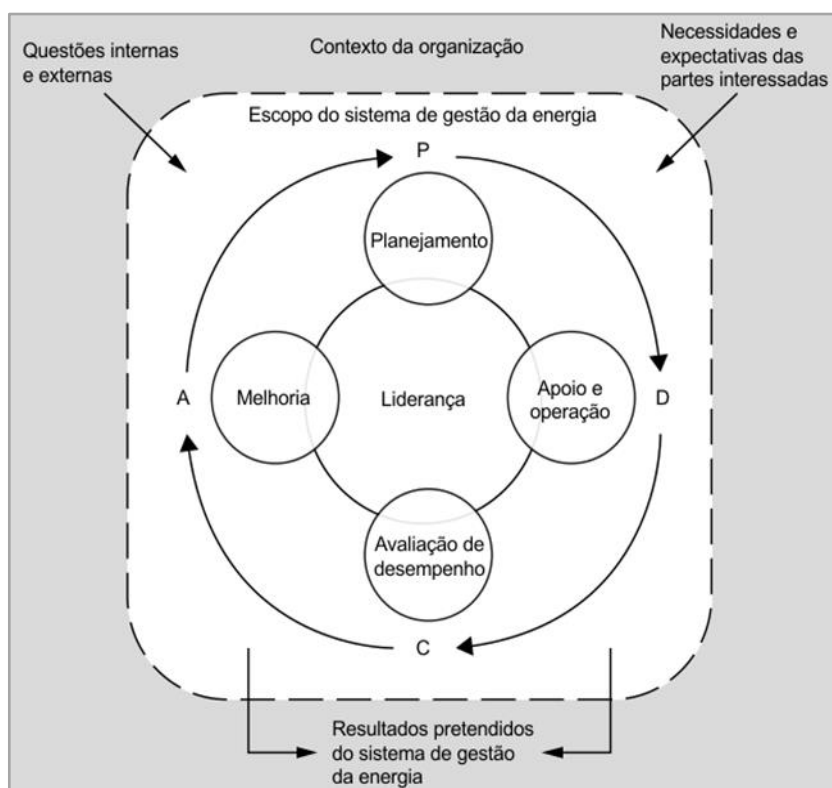 Questões internas
e externas
Contexto da organização
Necessidades e
expectativas das
partes interessadas
Escopo do sistema de gestão da energia
P
Planejamento
A
Melhoria
Liderança
Apoio e
operação
D
Avaliação de
desempenho
C
Resultados pretendidos
do sistema de gestão
da energia